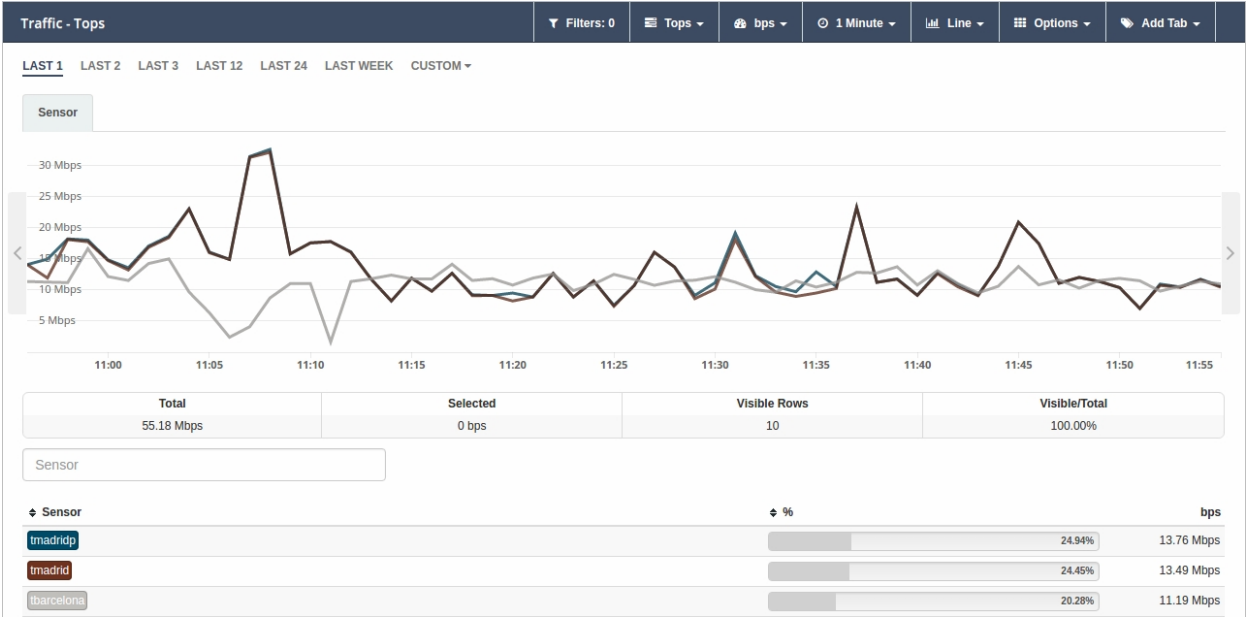 Traffic - Tops
Filters: 0
Tops
bps
1 Minute
Line
Options
Add Tab
LAST 1 LAST 2 LAST 3 LAST 12 LAST 24 LAST WEEK CUSTOM
Sensor
30 Mbps
25 Mbps
20 Mbps
15 Mbps
10 Mbps
5 Mbps
11:00 11:05 11:10 11:15 11:20 11:25 11:30 11:35 11:40 11:45 11:50 11:55
Total Selected Visible Rows Visible/Total
55.18 Mbps 0 bps 10 100.00%
Sensor
Sensor % bps
tmadridp 24.94% 13.76 Mbps
tmadrid 24.45% 13.49 Mbps
tbarcelona 20.28% 11.19 Mbps